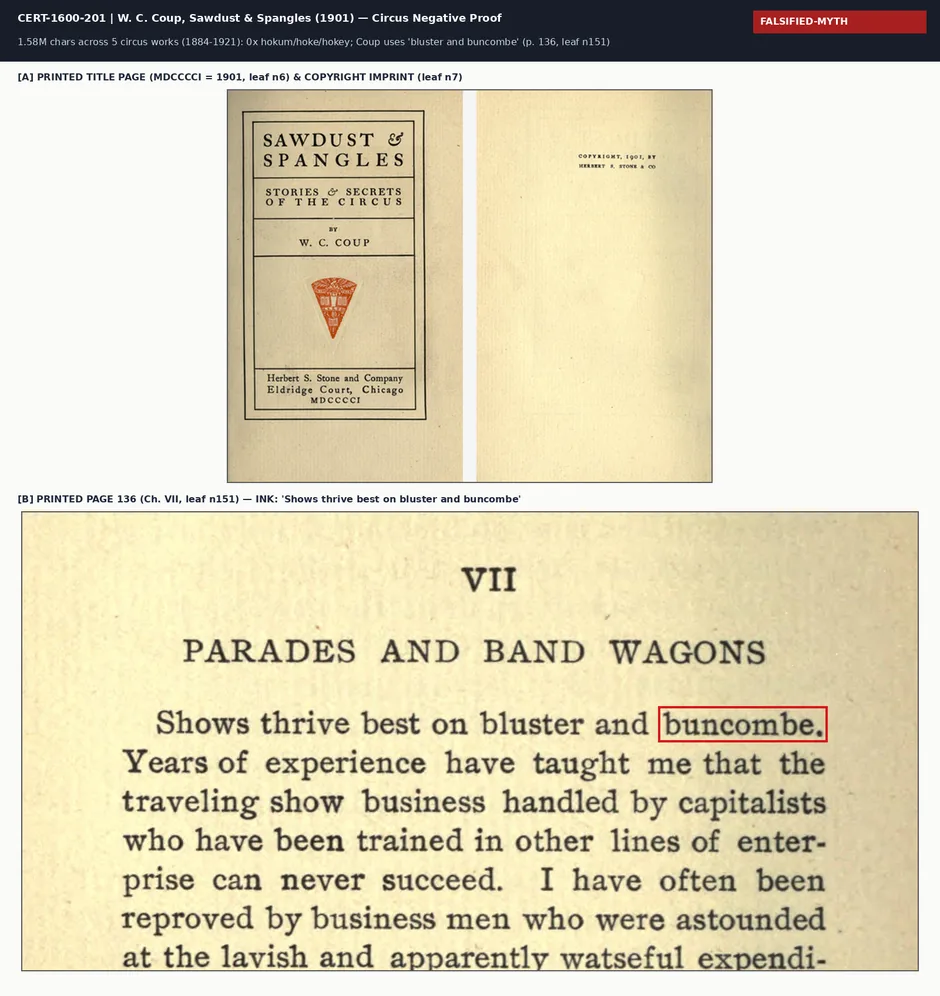 CERT-1600-201 | W. C. Coup, Sawdust & Spangles (1901) — Circus Negative Proof
FALSIFIED-MYTH
1.58M chars across 5 circus works (1884-1921): 0x hokum/hoke/hokey; Coup uses 'bluster and buncombe' (p. 136, leaf n151)
[A] PRINTED TITLE PAGE (MDCCCCI = 1901, leaf n6) & COPYRIGHT IMPRINT (leaf n7)
SAWDUST &
SPANGLES
STORIES & SECRETS
OF THE CIRCUS
BY
W. C. COUP
Herbert S. Stone and Company
Eldridge Court, Chicago
MDCCCCI
COPYRIGHT, 1901, BY
HERBERT S. STONE & CO
[B] PRINTED PAGE 136 (Ch. VII, leaf n151) — INK: 'Shows thrive best on bluster and buncombe'
VII
PARADES AND BAND WAGONS
Shows thrive best on bluster and buncombe.
Years of experience have taught me that the
traveling show business handled by capitalists
who have been trained in other lines of enter-
prise can never succeed. I have often been
reproved by business men who were astounded
at the lavish and apparently watseful expendi-